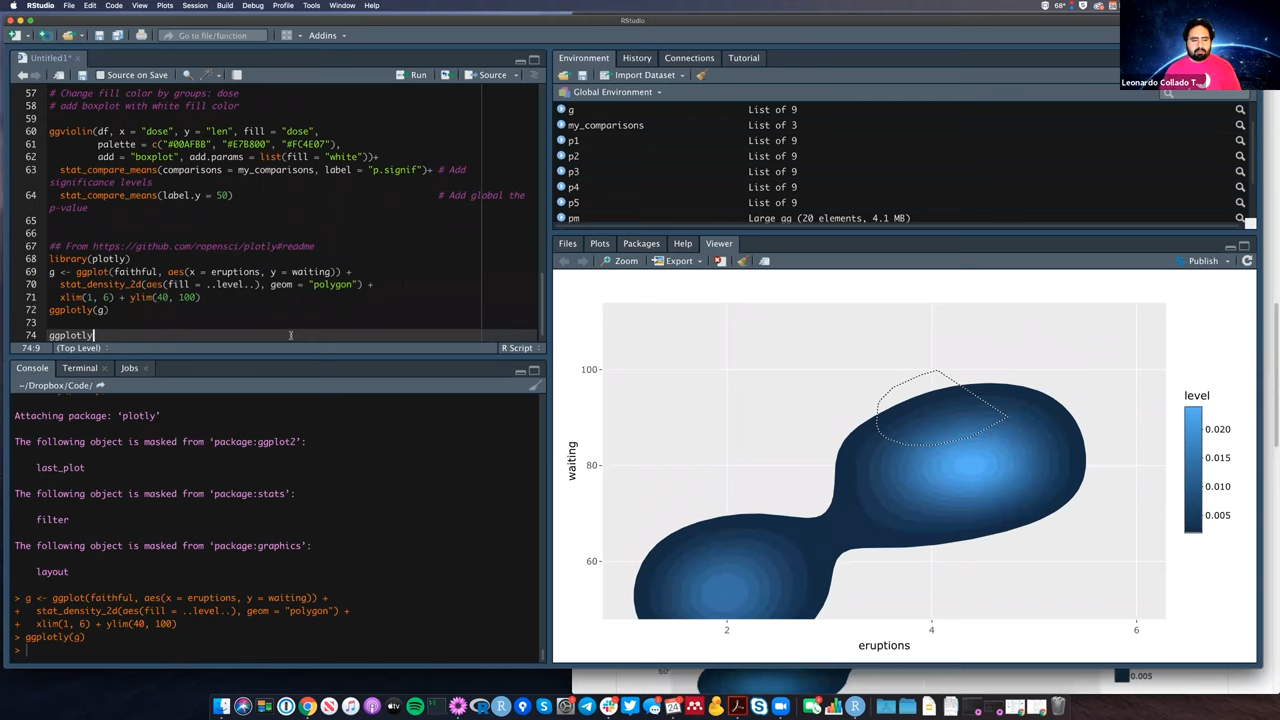 RStudio File Edit Code View Plots Session Build Debug Profile Tools Window Help 68°
RStudio
Go to file/function Addins
Leonardo Collado T...
Untitled1* ×
Source on Save Run Source
57 # Change fill color by groups: dose
58 # add boxplot with white fill color
59
60 ggviolin(df, x = "dose", y = "len", fill = "dose",
61 palette = c("#00AFBB", "#E7B800", "#FC4E07"),
62 add = "boxplot", add.params = list(fill = "white"))+
63 stat_compare_means(comparisons = my_comparisons, label = "p.signif")+ # Add
significance levels
64 stat_compare_means(label.y = 50) # Add global the
p-value
65
66
67 ## From https://github.com/ropensci/plotly#readme
68 library(plotly)
69 g <- ggplot(faithful, aes(x = eruptions, y = waiting)) +
70 stat_density_2d(aes(fill = ..level..), geom = "polygon") +
71 xlim(1, 6) + ylim(40, 100)
72 ggplotly(g)
73
74 ggplotly
74:9 (Top Level) R Script
Console Terminal × Jobs ×
~/Dropbox/Code/
Attaching package: ‘plotly’
The following object is masked from ‘package:ggplot2’:
last_plot
The following object is masked from ‘package:stats’:
filter
The following object is masked from ‘package:graphics’:
layout
> g <- ggplot(faithful, aes(x = eruptions, y = waiting)) +
+ stat_density_2d(aes(fill = ..level..), geom = "polygon") +
+ xlim(1, 6) + ylim(40, 100)
> ggplotly(g)
>
Environment History Connections Tutorial
Import Dataset
Global Environment
g List of 9
my_comparisons List of 3
p1 List of 9
p2 List of 9
p3 List of 9
p4 List of 9
p5 List of 9
pm Large gg (20 elements, 4.1 MB)
Files Plots Packages Help Viewer
Zoom Export Publish
100
80
60
waiting
2 4 6
eruptions
level
0.020
0.015
0.010
0.005
60
0.005